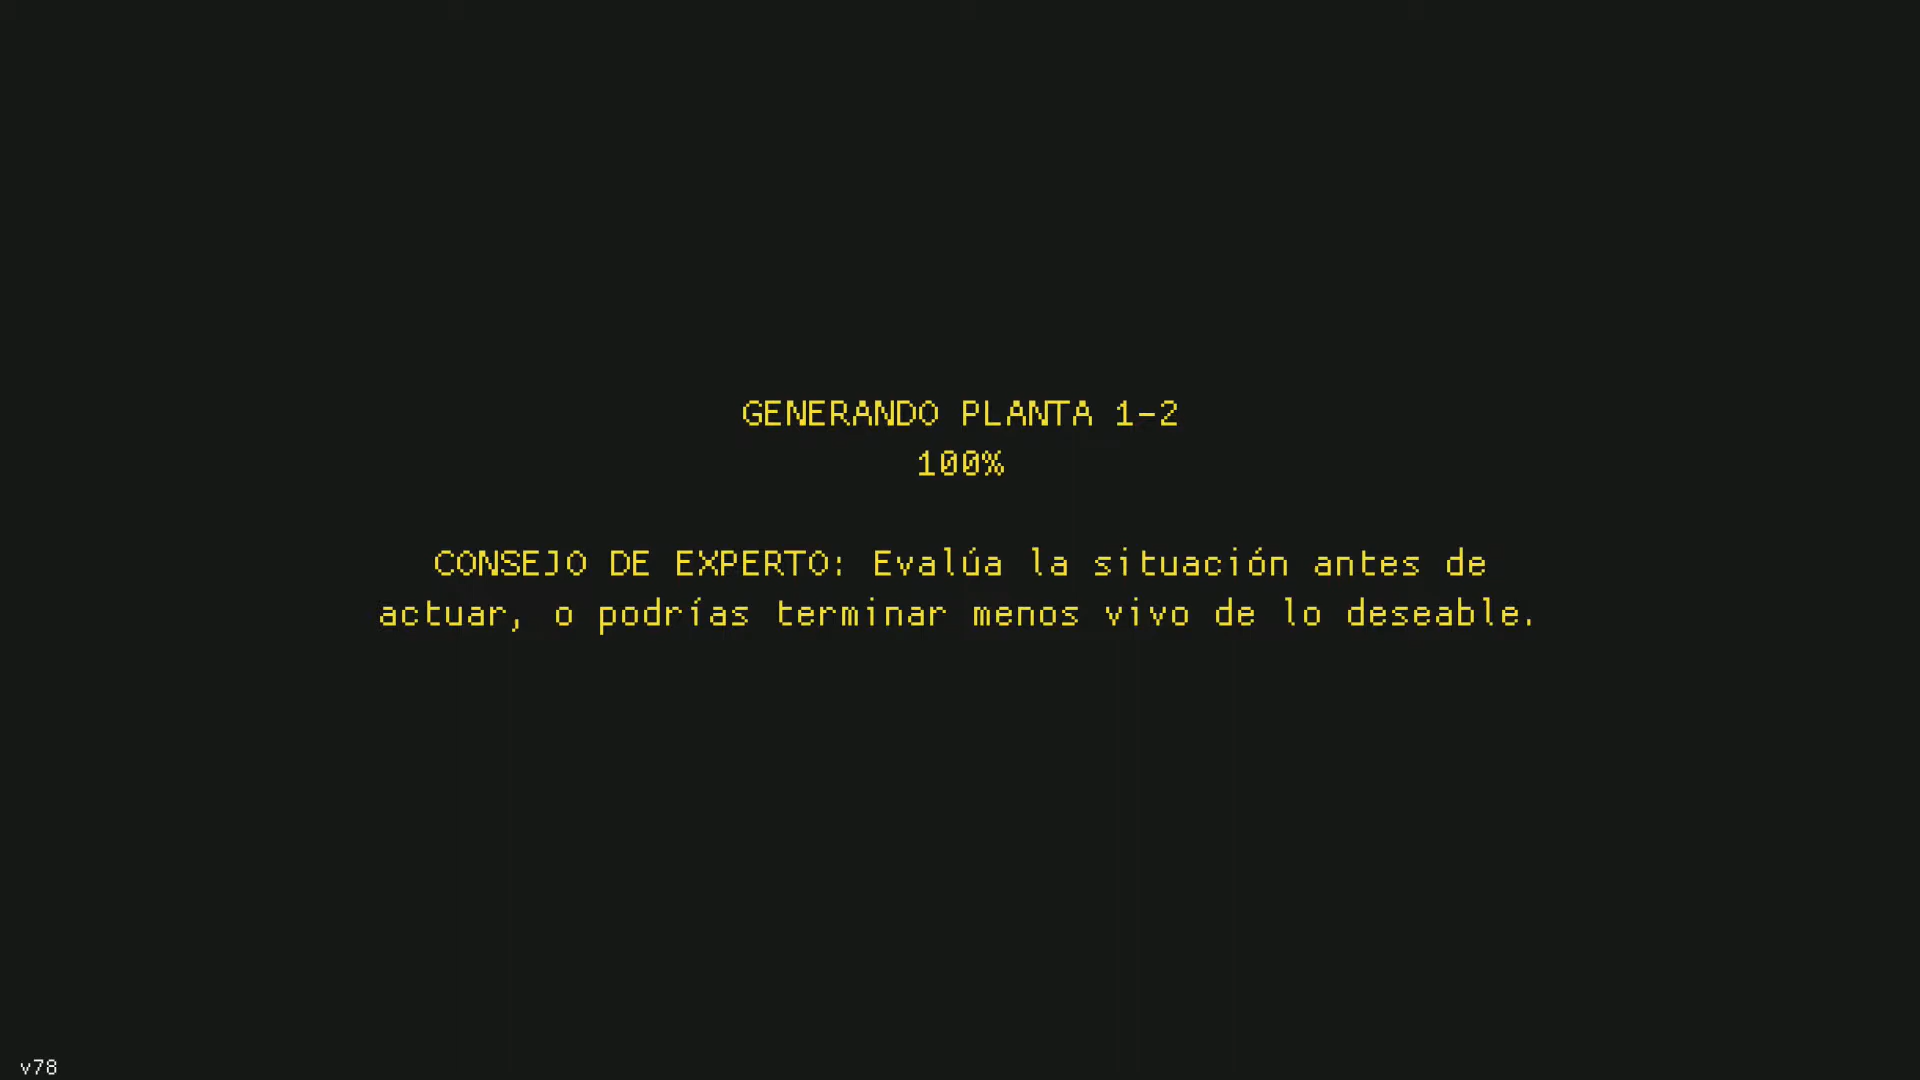 GENERANDO PLANTA 1-2
100%
CONSEJO DE EXPERTO: Evalúa la situación antes de
actuar, o podrías terminar menos vivo de lo deseable.
v78